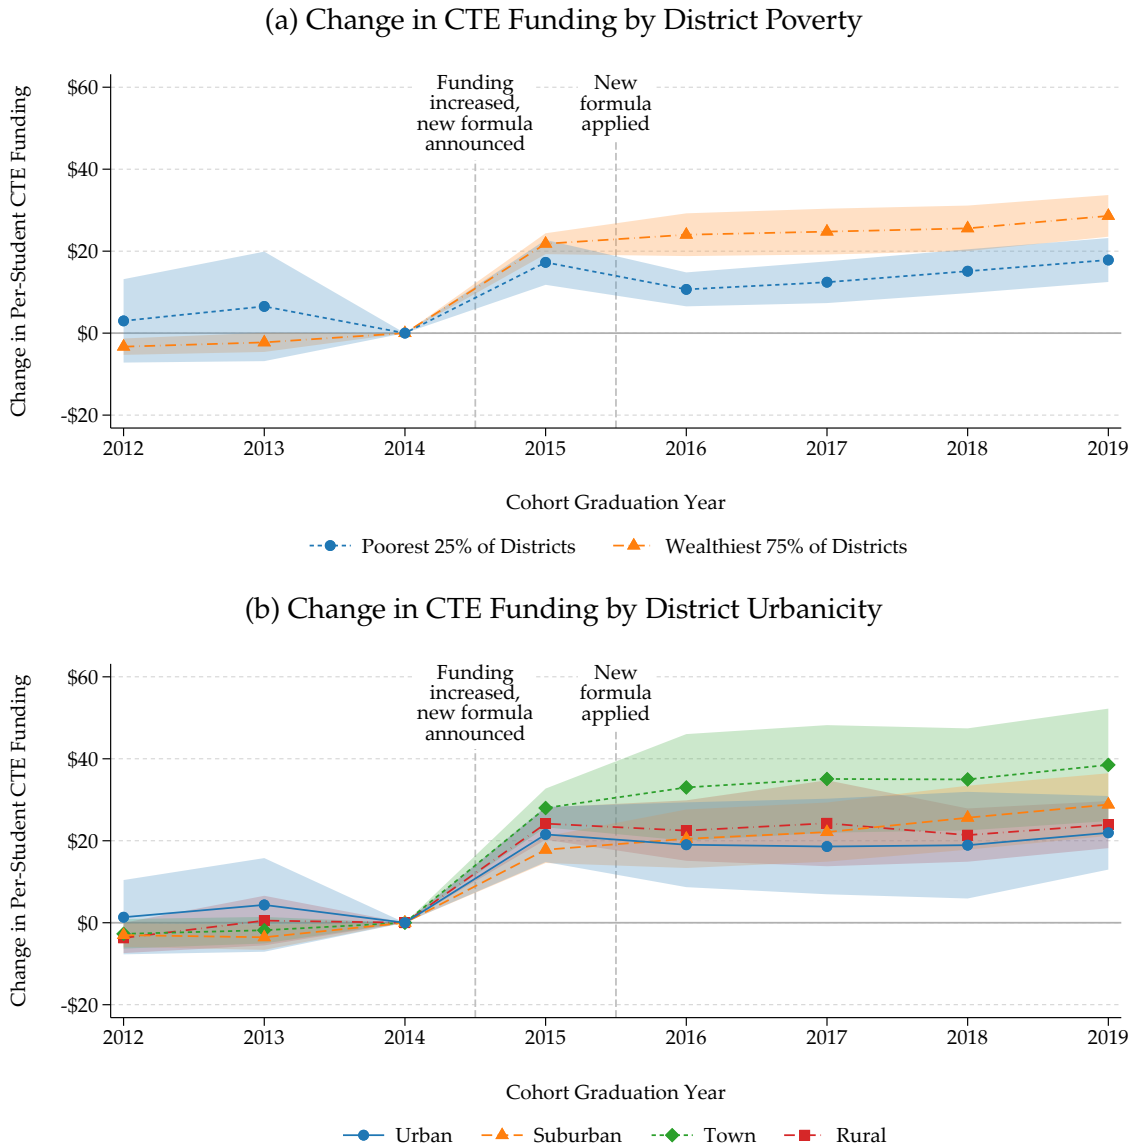 (a) Change in CTE Funding by District Poverty
Change in Per-Student CTE Funding
$60
$40
$20
$0
-$20
Funding
increased,
new formula
announced
New
formula
applied
2012 2013 2014 2015 2016 2017 2018 2019
Cohort Graduation Year
Poorest 25% of Districts Wealthiest 75% of Districts
(b) Change in CTE Funding by District Urbanicity
Change in Per-Student CTE Funding
$60
$40
$20
$0
-$20
Funding
increased,
new formula
announced
New
formula
applied
2012 2013 2014 2015 2016 2017 2018 2019
Cohort Graduation Year
Urban Suburban Town Rural